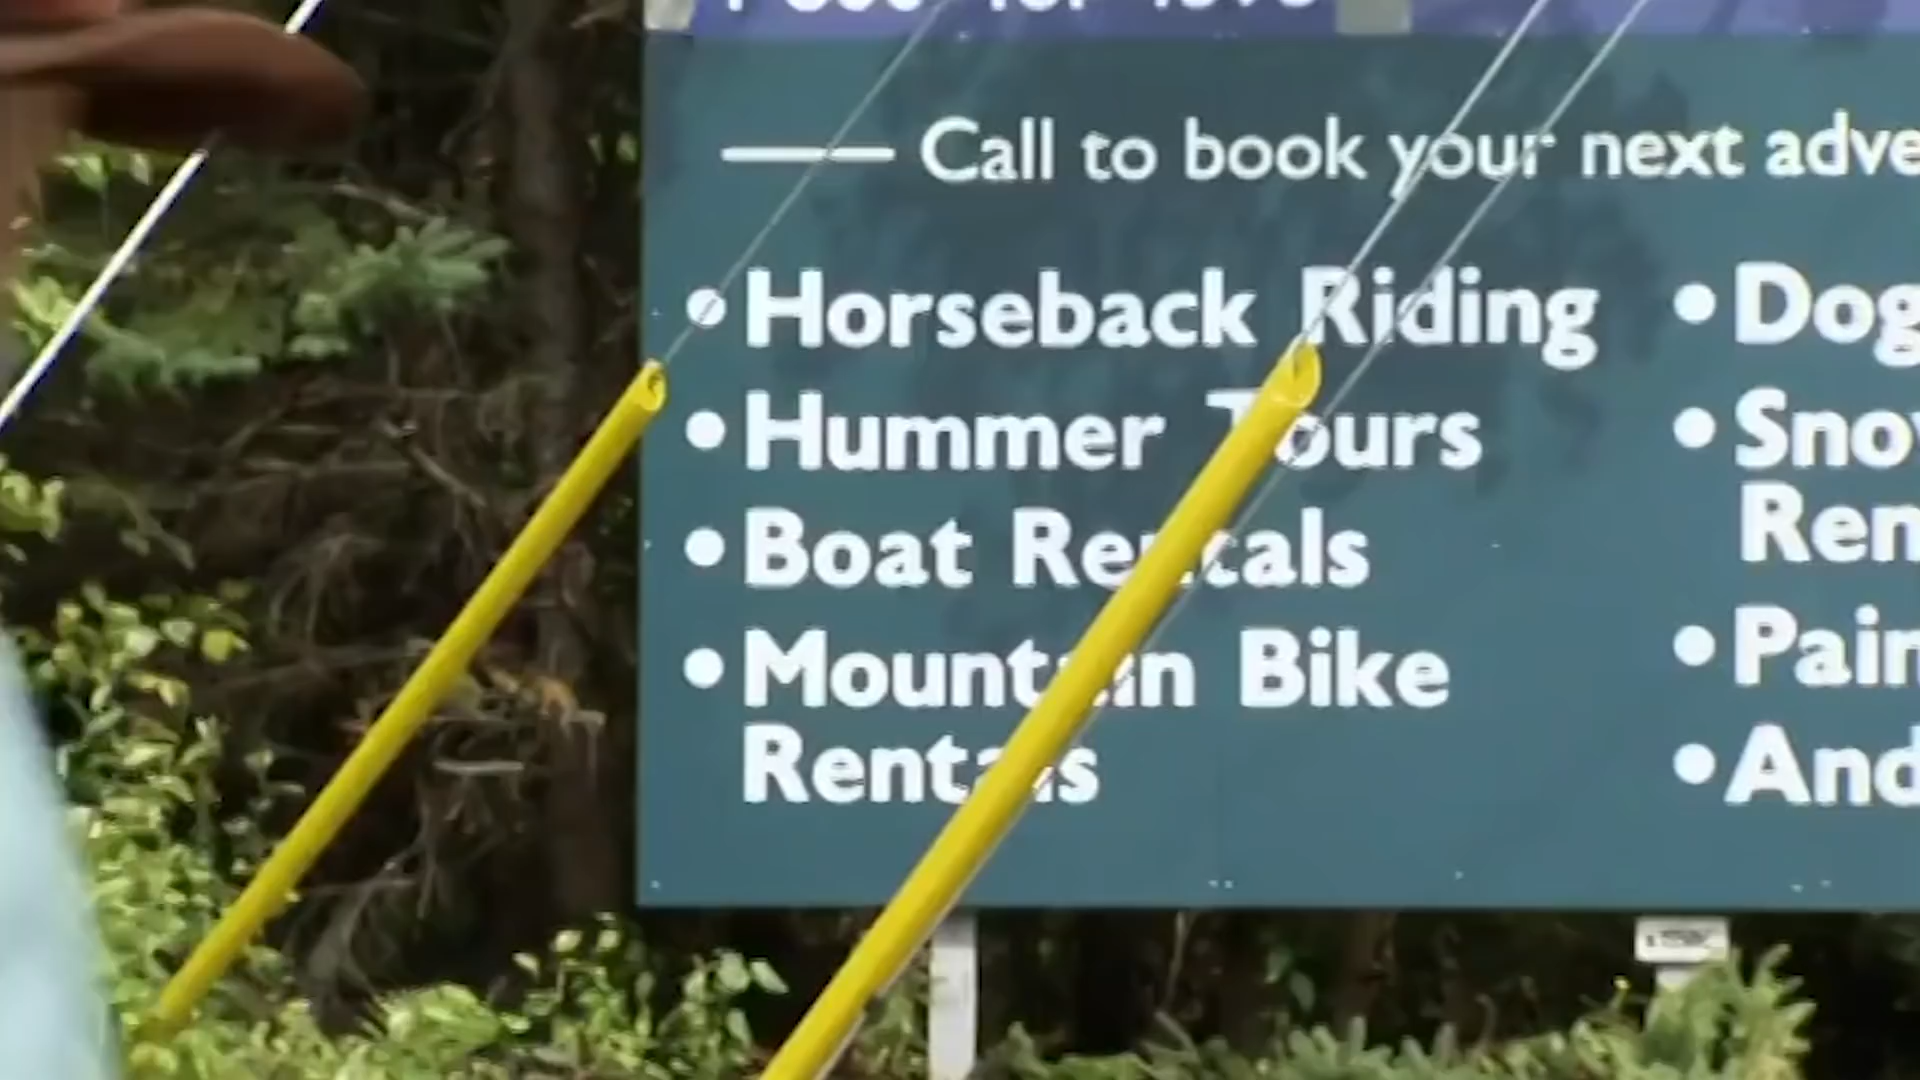 Call to book your next adve
• Horseback Riding
• Hummer Tours
• Boat Rentals
• Mountain Bike
Rentals
• Dog
• Sno
Ren
• Pain
• And